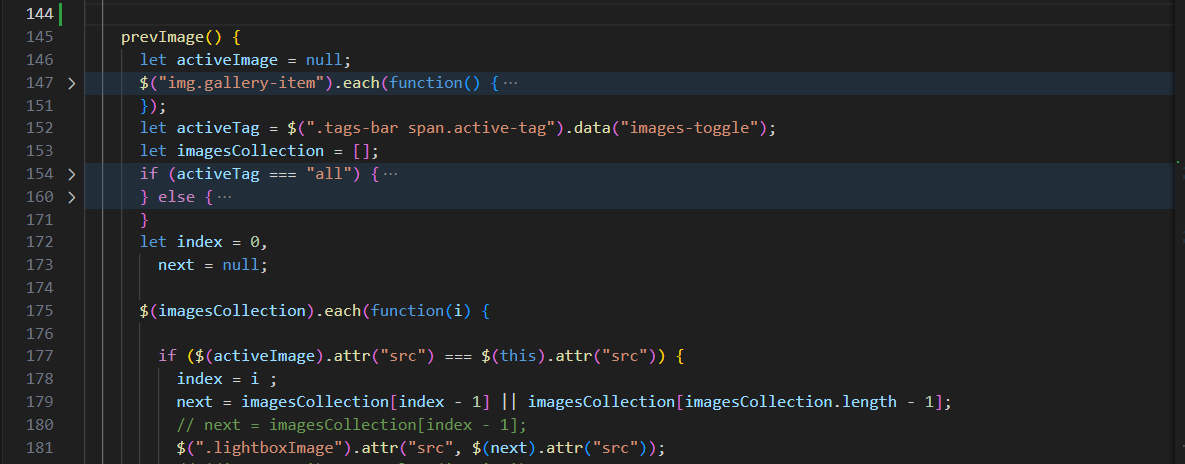 144
145 prevImage() {
146 let activeImage = null;
147 > $("img.gallery-item").each(function() { ···
151 });
152 let activeTag = $(".tags-bar span.active-tag").data("images-toggle");
153 let imagesCollection = [];
154 > if (activeTag === "all") { ···
160 > } else { ···
171 }
172 let index = 0,
173 next = null;
174
175 $(imagesCollection).each(function(i) {
176
177 if ($(activeImage).attr("src") === $(this).attr("src")) {
178 index = i ;
179 next = imagesCollection[index - 1] || imagesCollection[imagesCollection.length - 1];
180 // next = imagesCollection[index - 1];
181 $(".lightboxImage").attr("src", $(next).attr("src"));